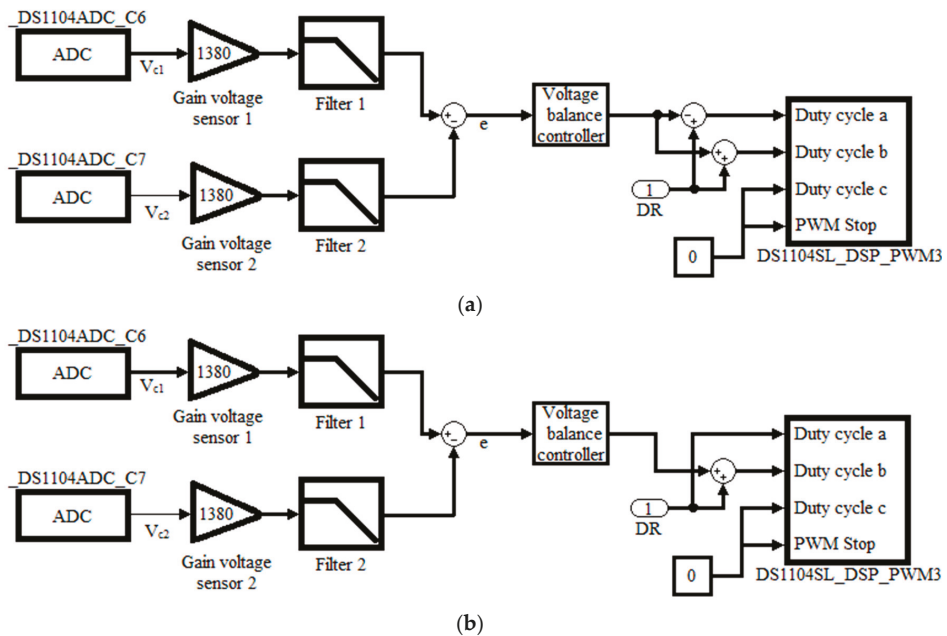 _DS1104ADC_C6
ADC
Vc1
1380
Gain voltage
sensor 1
Filter 1
_DS1104ADC_C7
ADC
Vc2
1380
Gain voltage
sensor 2
Filter 2
+
−
e
Voltage
balance
controller
−
+
+
+
1
DR
0
Duty cycle a
Duty cycle b
Duty cycle c
PWM Stop
DS1104SL_DSP_PWM3
(a)
_DS1104ADC_C6
ADC
Vc1
1380
Gain voltage
sensor 1
Filter 1
_DS1104ADC_C7
ADC
Vc2
1380
Gain voltage
sensor 2
Filter 2
+
−
e
Voltage
balance
controller
+
+
1
DR
0
Duty cycle a
Duty cycle b
Duty cycle c
PWM Stop
DS1104SL_DSP_PWM3
(b)